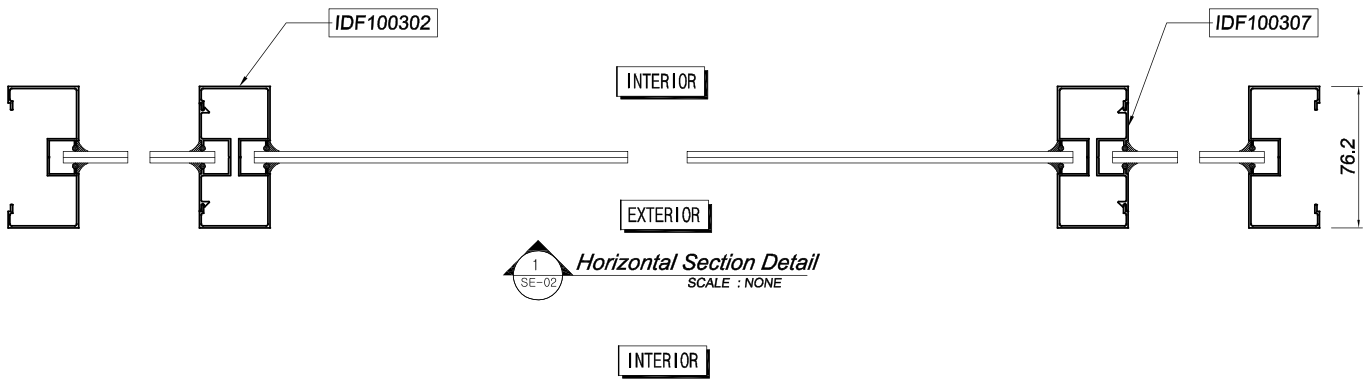 IDF100302
IDF100307
INTERIOR
76.2
EXTERIOR
1
SE-02
Horizontal Section Detail
SCALE : NONE
INTERIOR